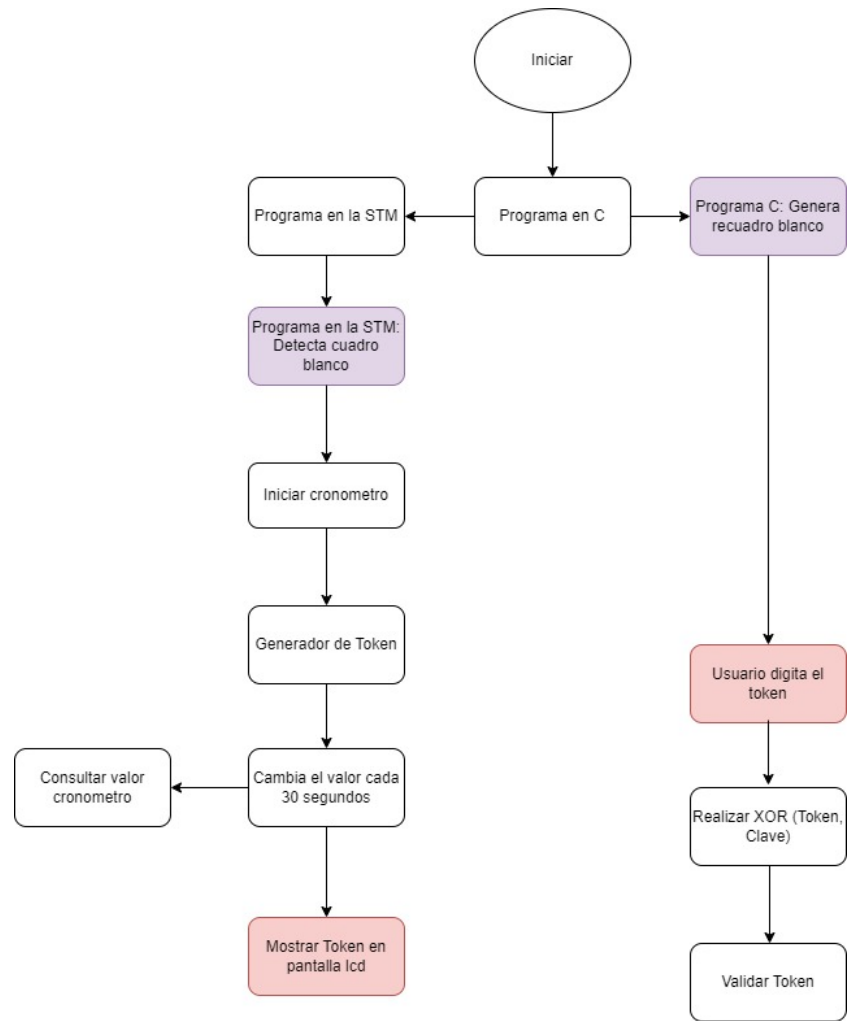 Iniciar
Programa en la STM
Programa en C
Programa C: Genera
recuadro blanco
Programa en la STM:
Detecta cuadro
blanco
Iniciar cronometro
Generador de Token
Usuario digita el
token
Consultar valor
cronometro
Cambia el valor cada
30 segundos
Realizar XOR (Token,
Clave)
Mostrar Token en
pantalla lcd
Validar Token